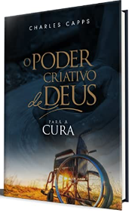 CHARLES CAPPS
O PODER
CRIATIVO de
DEUS
PARA A
CURA